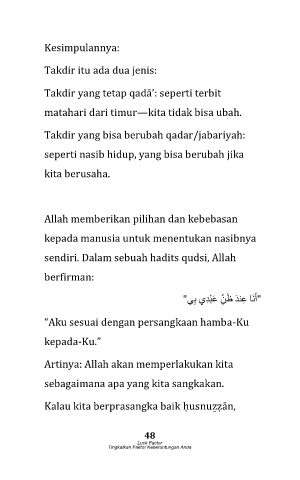 Kesimpulannya:
Takdir itu ada dua jenis:
Takdir yang tetap qadā’: seperti terbit
matahari dari timur—kita tidak bisa ubah.
Takdir yang bisa berubah qadar/jabariyah:
seperti nasib hidup, yang bisa berubah jika
kita berusaha.
Allah memberikan pilihan dan kebebasan
kepada manusia untuk menentukan nasibnya
sendiri. Dalam sebuah hadits qudsi, Allah
berfirman:
"أَنَا عِندَ ظَنِّ عَبْدِي بِي"
“Aku sesuai dengan persangkaan hamba-Ku
kepada-Ku.”
Artinya: Allah akan memperlakukan kita
sebagaimana apa yang kita sangkakan.
Kalau kita berprasangka baik ḥusnuẓẓān,
48
Luck Factor
Tingkatkan Faktor Keberuntungan Anda